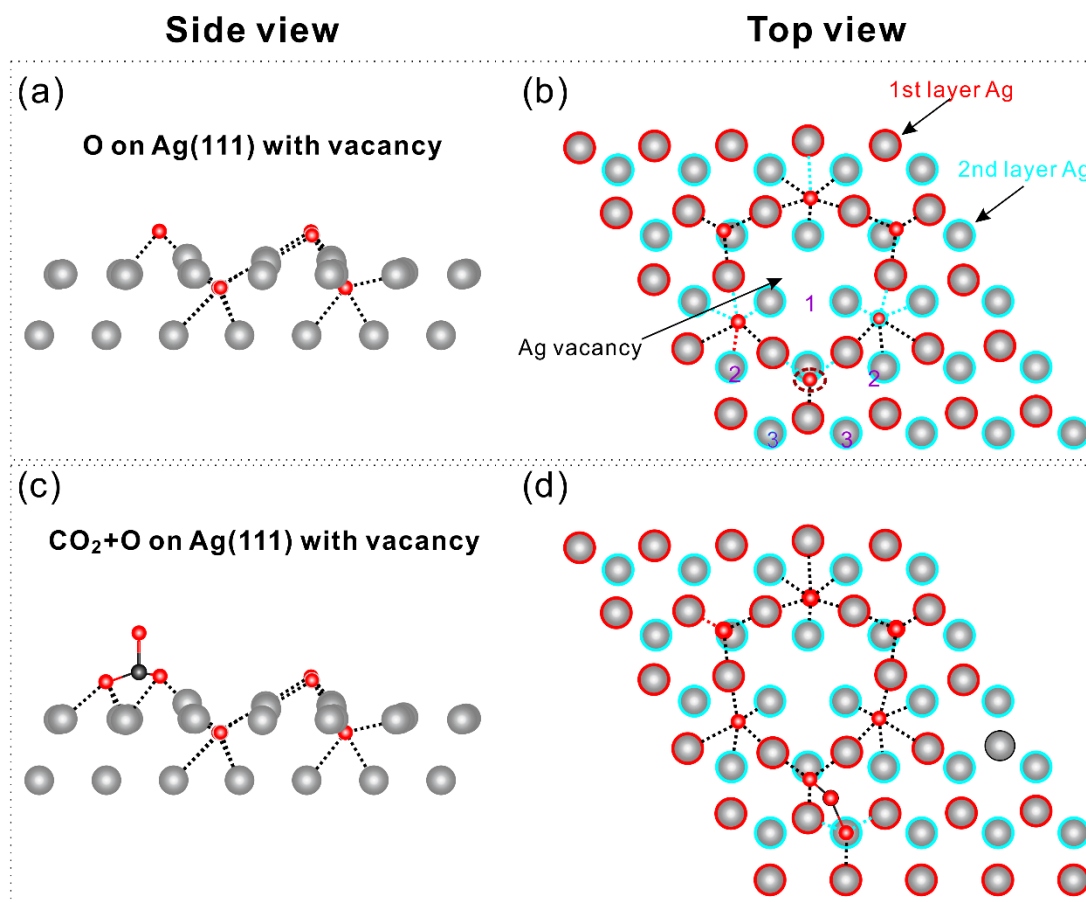 Side view
Top view
(a)
O on Ag(111) with vacancy
(b)
1st layer Ag
2nd layer Ag
1
Ag vacancy
2
2
3
3
(c)
CO₂+O on Ag(111) with vacancy
(d)